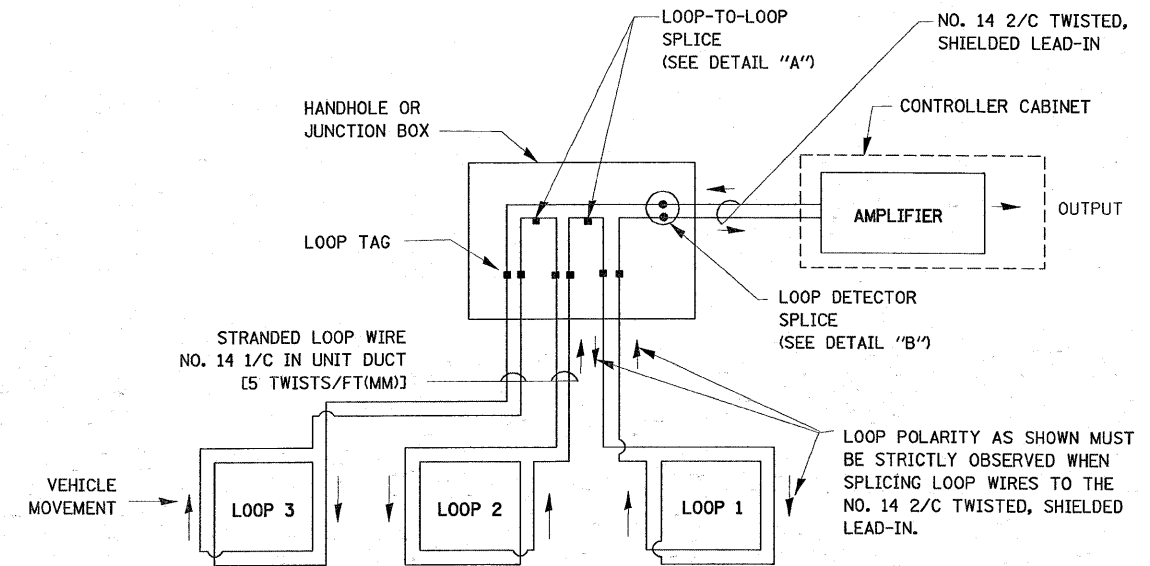 LOOP-TO-LOOP
SPLICE
(SEE DETAIL "A")
NO. 14 2/C TWISTED,
SHIELDED LEAD-IN
HANDHOLE OR
JUNCTION BOX
CONTROLLER CABINET
AMPLIFIER
OUTPUT
LOOP TAG
LOOP DETECTOR
SPLICE
(SEE DETAIL "B")
STRANDED LOOP WIRE
NO. 14 1/C IN UNIT DUCT
[5 TWISTS/FT(MM)]
LOOP POLARITY AS SHOWN MUST
BE STRICTLY OBSERVED WHEN
SPLICING LOOP WIRES TO THE
NO. 14 2/C TWISTED, SHIELDED
LEAD-IN.
VEHICLE
MOVEMENT
LOOP 3
LOOP 2
LOOP 1